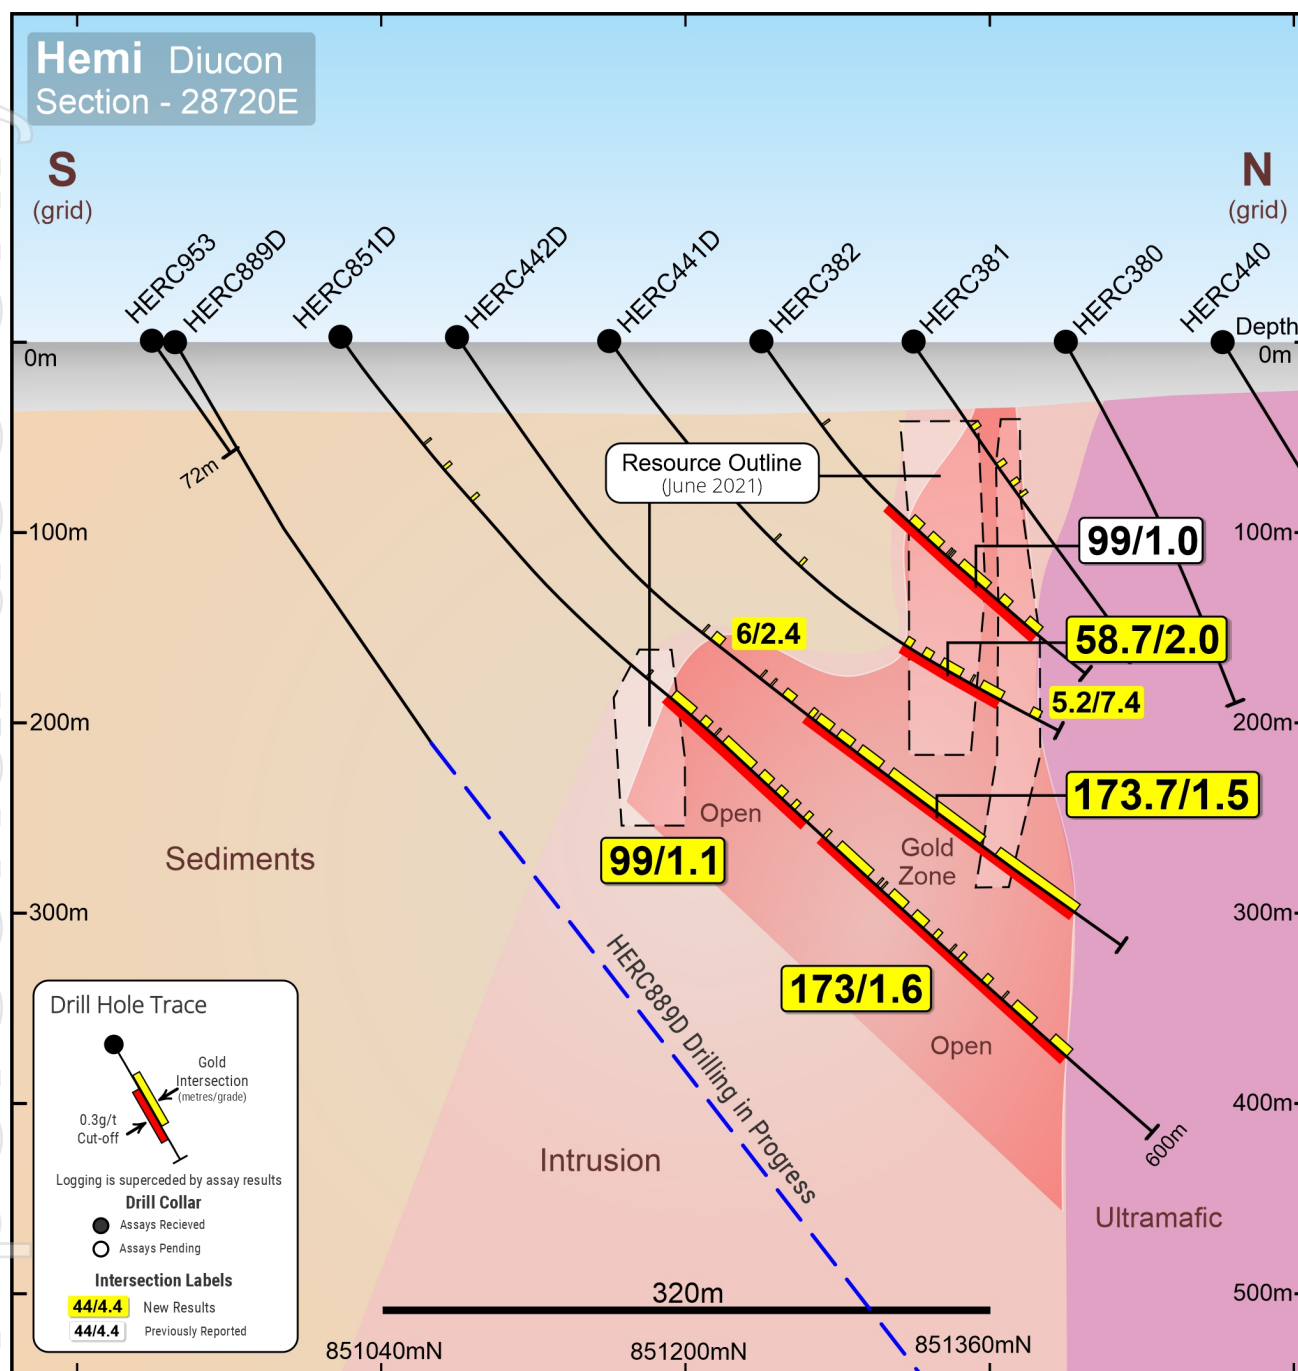 Hemi Diucon
Section - 28720E
S
(grid)
N
(grid)
HERC953
HERC889D
HERC851D
HERC442D
HERC441D
HERC382
HERC381
HERC380
HERC440
Depth
0m
0m
72m
Resource Outline
(June 2021)
100m
100m
99/1.0
6/2.4
58.7/2.0
5.2/7.4
200m
200m
173.7/1.5
Open
Gold
Zone
Sediments
99/1.1
300m
300m
173/1.6
HERC889D Drilling in Progress
Open
400m
600m
Intrusion
Ultramafic
500m
Drill Hole Trace
Gold
Intersection
(metres/grade)
0.3g/t
Cut-off
Logging is superceded by assay results
Drill Collar
Assays Recieved
Assays Pending
Intersection Labels
44/4.4 New Results
44/4.4 Previously Reported
320m
851040mN
851200mN
851360mN